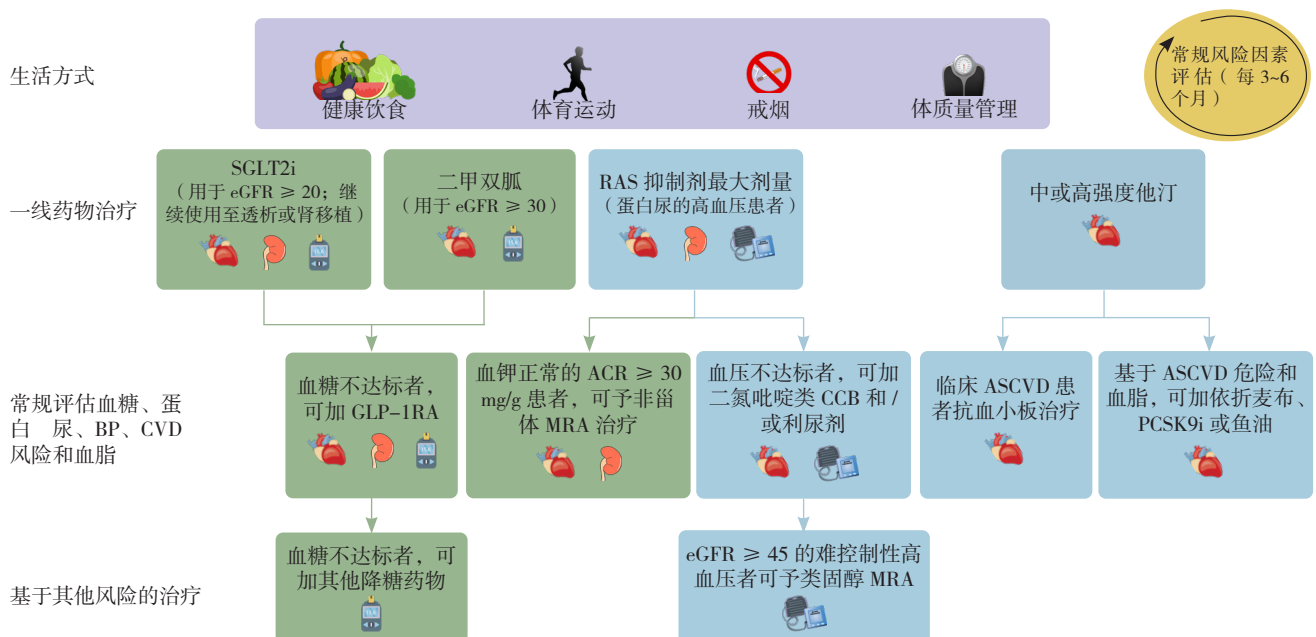 生活方式
健康饮食
体育运动
戒烟
体质量管理
常规风险因素
评估（每 3~6
个月）
一线药物治疗
SGLT2i
（用于 eGFR ≥ 20；继
续使用至透析或肾移植）
二甲双胍
（用于 eGFR ≥ 30）
RAS 抑制剂最大剂量
（蛋白尿的高血压患者）
中或高强度他汀
常规评估血糖、蛋
白 尿、BP、CVD
风险和血脂
血糖不达标者，
可加 GLP-1RA
血钾正常的 ACR ≥ 30
mg/g 患者，可予非甾
体 MRA 治疗
血压不达标者，可加
二氮吡啶类 CCB 和 /
或利尿剂
临床 ASCVD 患
者抗血小板治疗
基于 ASCVD 危险和
血脂，可加依折麦布、
PCSK9i 或鱼油
基于其他风险的治疗
血糖不达标者，可
加其他降糖药物
eGFR ≥ 45 的难控制性高
血压者可予类固醇 MRA